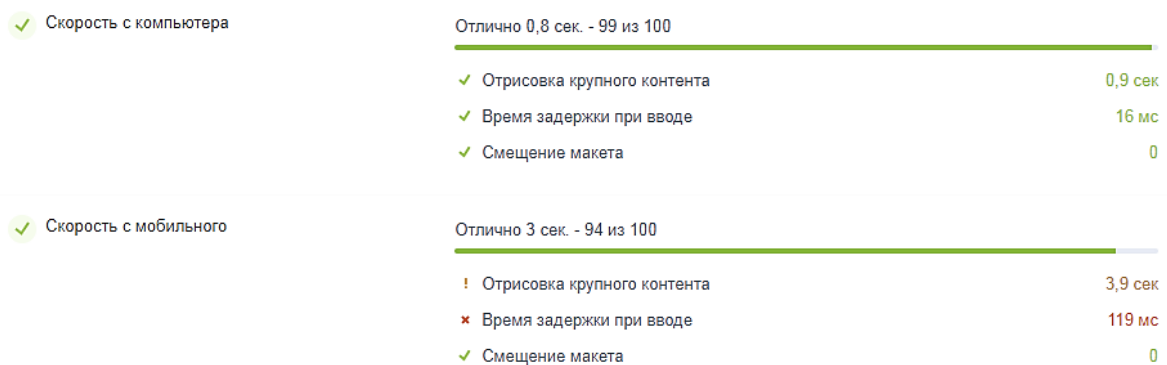 Скорость с компьютера
Отлично 0,8 сек. - 99 из 100
Отрисовка крупного контента 0,9 сек
Время задержки при вводе 16 мс
Смещение макета 0
Скорость с мобильного
Отлично 3 сек. - 94 из 100
Отрисовка крупного контента 3,9 сек
Время задержки при вводе 119 мс
Смещение макета 0